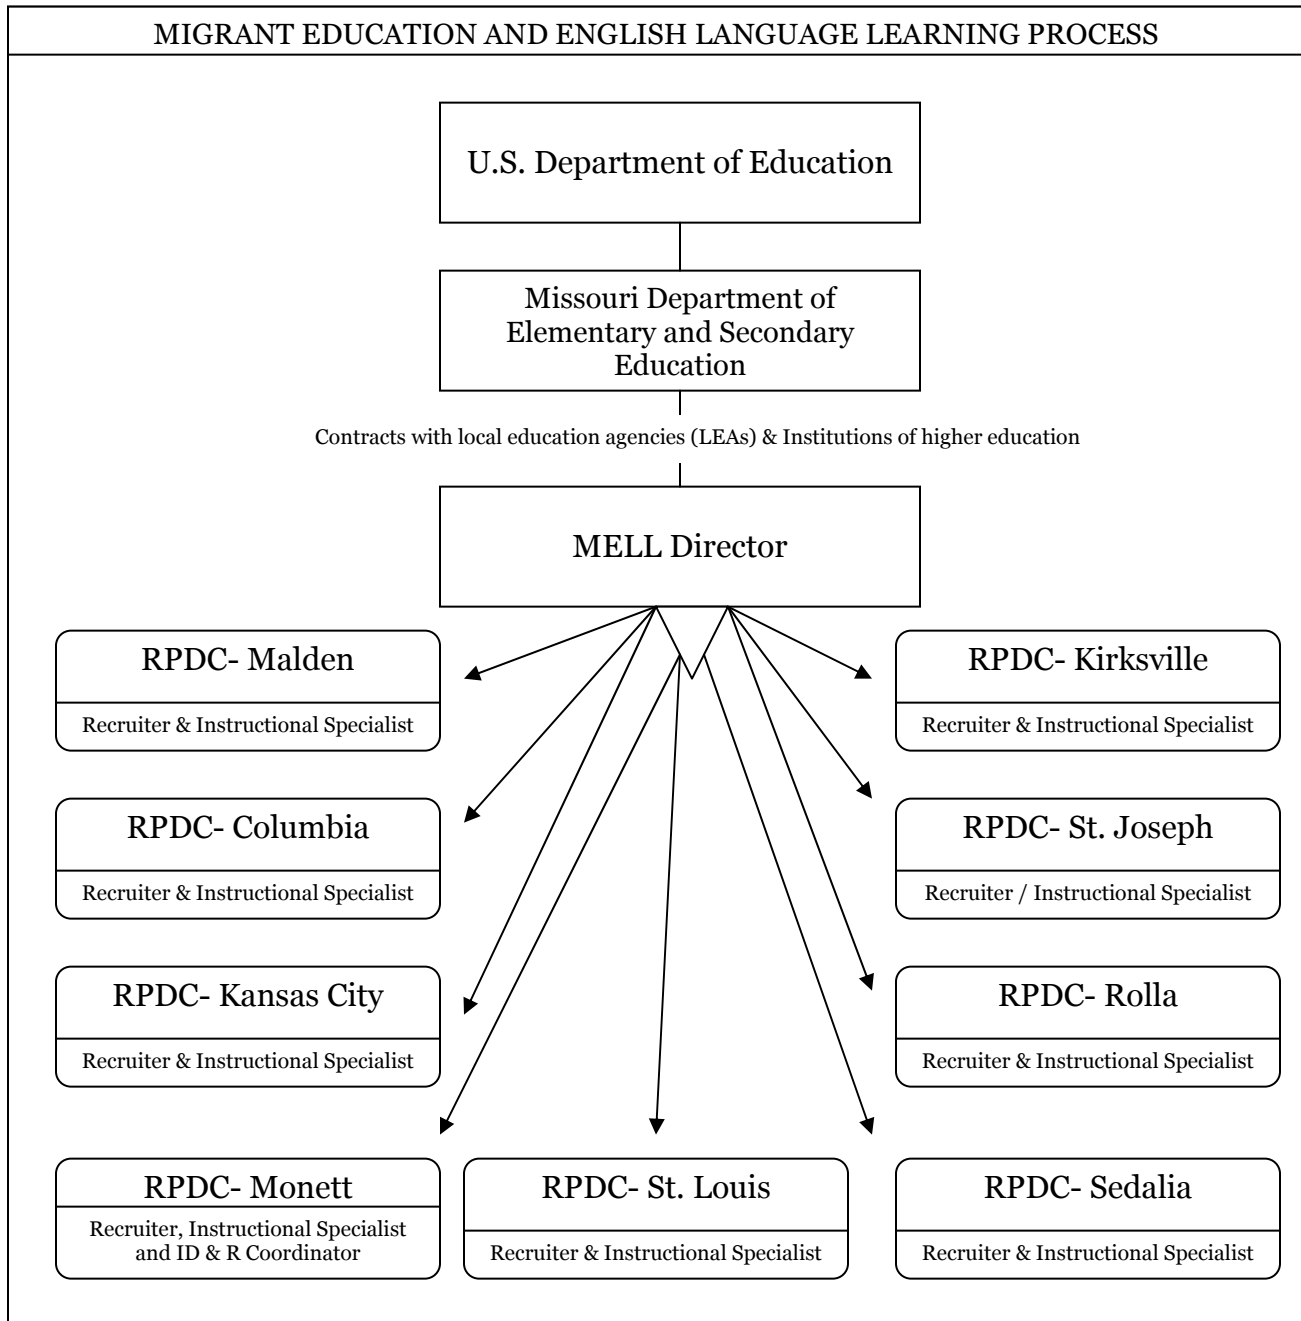 MIGRANT EDUCATION AND ENGLISH LANGUAGE LEARNING PROCESS
U.S. Department of Education
Missouri Department of
Elementary and Secondary
Education
Contracts with local education agencies (LEAs) & Institutions of higher education
MELL Director
RPDC- Malden
Recruiter & Instructional Specialist
RPDC- Kirksville
Recruiter & Instructional Specialist
RPDC- Columbia
Recruiter & Instructional Specialist
RPDC- St. Joseph
Recruiter / Instructional Specialist
RPDC- Kansas City
Recruiter & Instructional Specialist
RPDC- Rolla
Recruiter & Instructional Specialist
RPDC- Monett
Recruiter, Instructional Specialist
and ID & R Coordinator
RPDC- St. Louis
Recruiter & Instructional Specialist
RPDC- Sedalia
Recruiter & Instructional Specialist